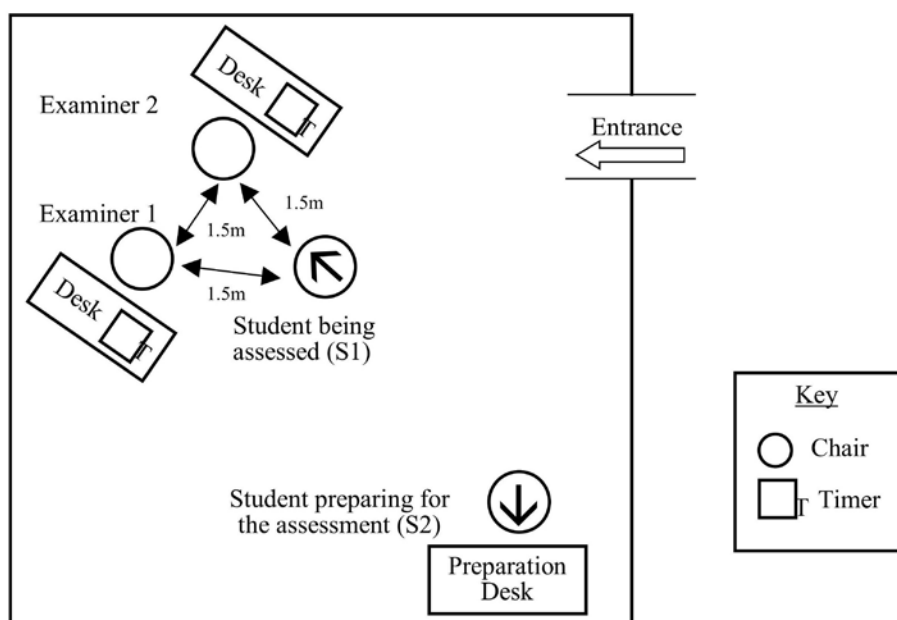 Desk
T
Examiner 2
Entrance
1.5m
Examiner 1
1.5m
1.5m
Desk
T
Student being
assessed (S1)
Key
Chair
T Timer
Student preparing for
the assessment (S2)
Preparation
Desk